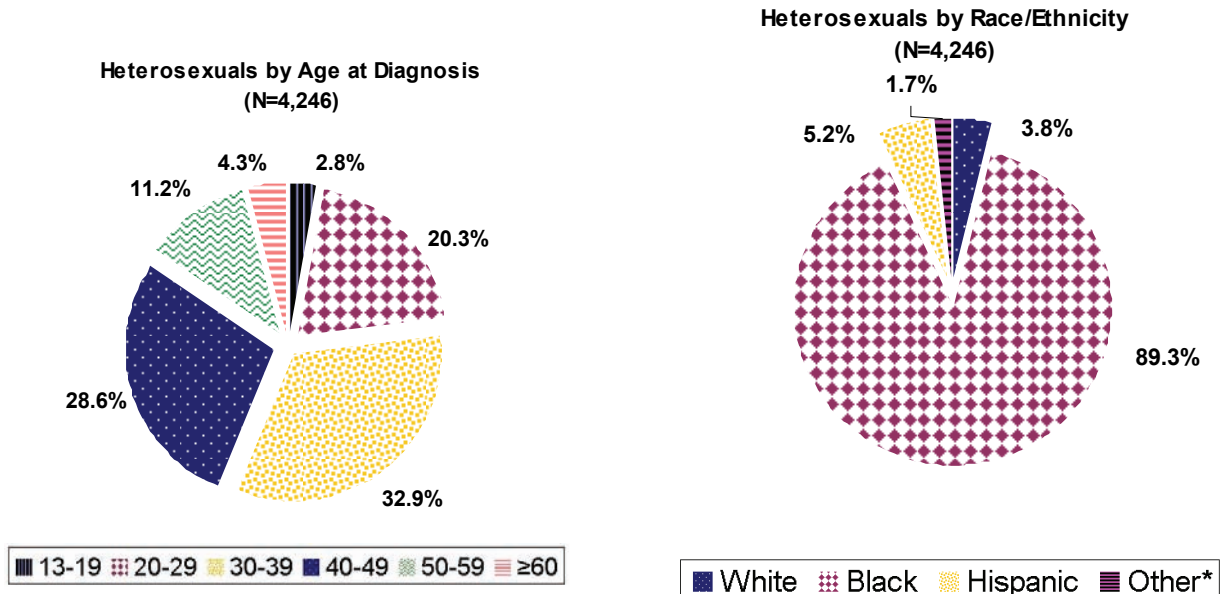 Heterosexuals by Age at Diagnosis
(N=4,246)
4.3%
2.8%
11.2%
20.3%
28.6%
32.9%
13-19 20-29 30-39 40-49 50-59 ≥60
Heterosexuals by Race/Ethnicity
(N=4,246)
1.7%
5.2%
3.8%
89.3%
White Black Hispanic Other*